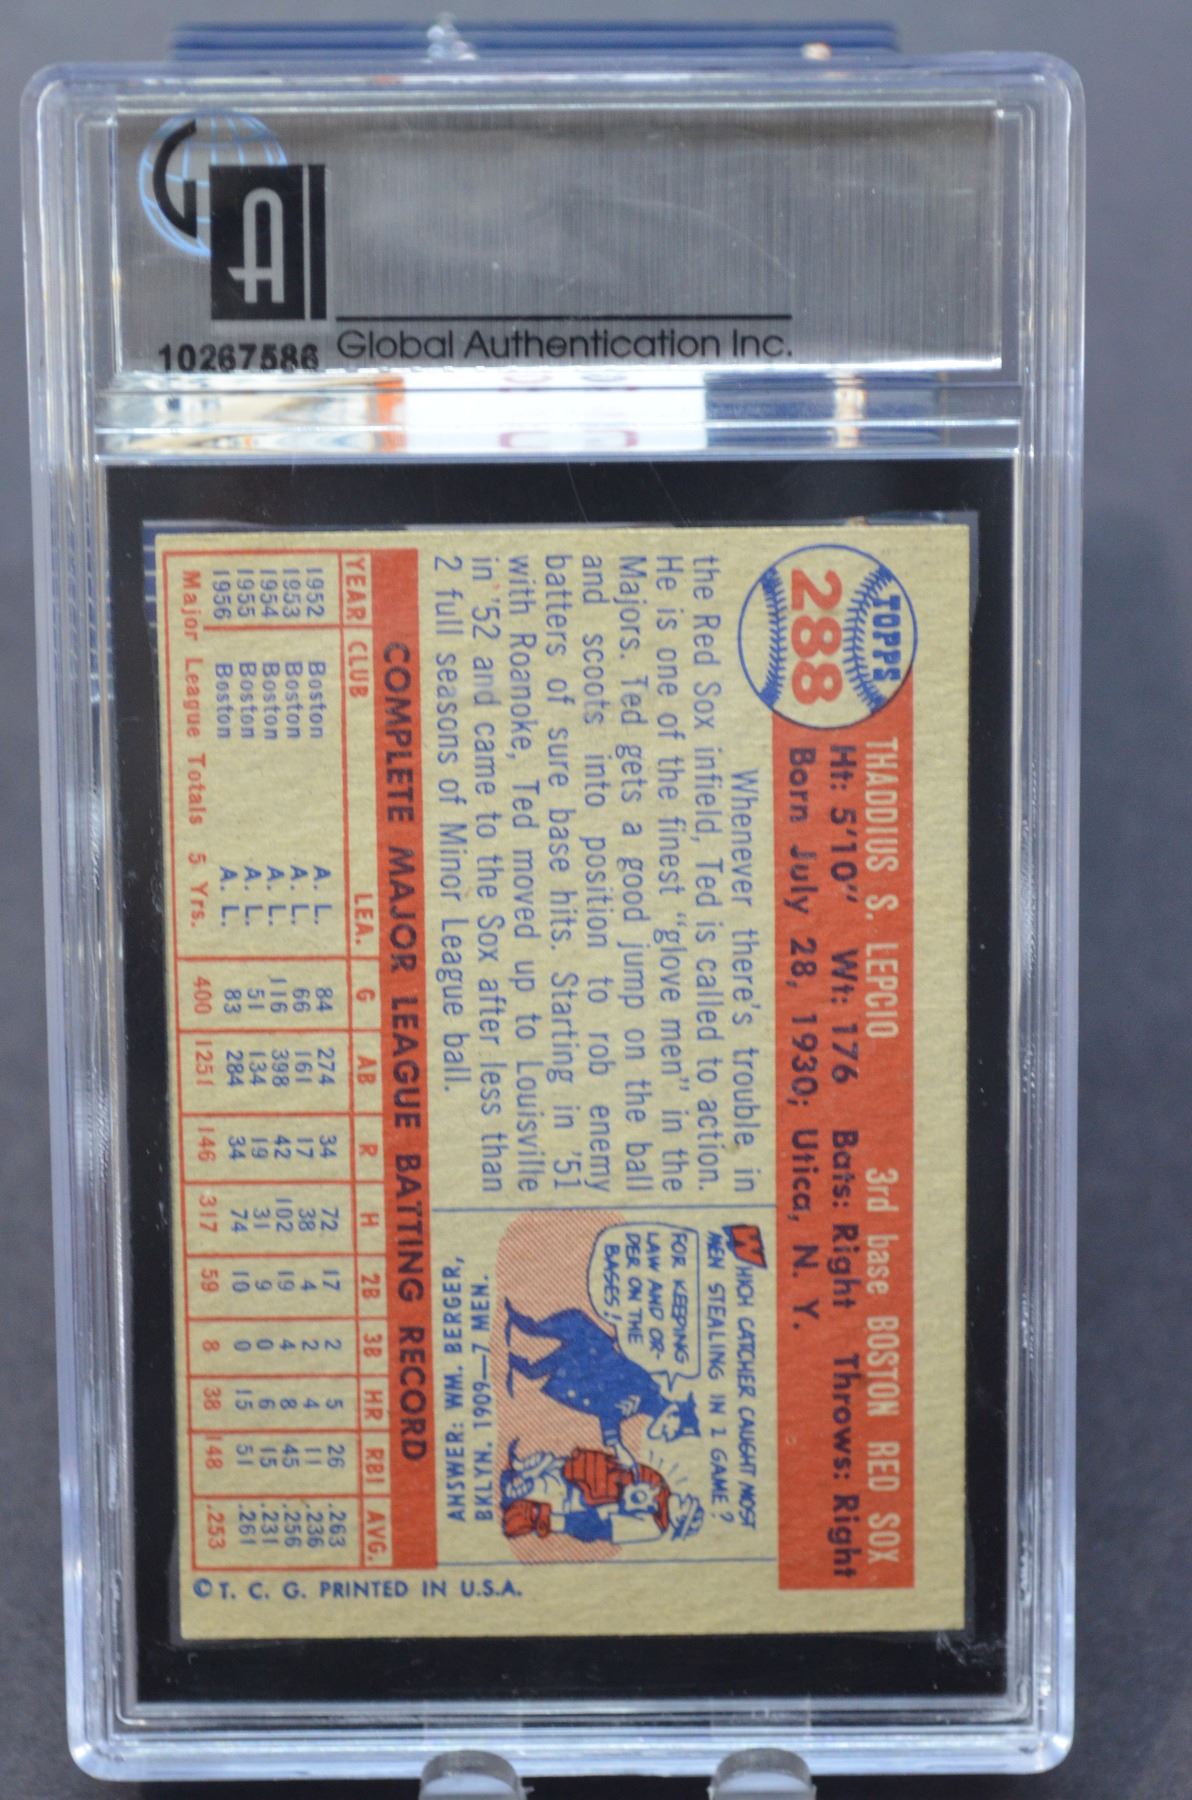 GA
10267586
Global Authentication Inc.
TOPPS
288
THADDIUS S. LEPCIO 3rd base BOSTON RED SOX
Ht: 5'10" Wt: 176 Bats: Right Throws: Right
Born July 28, 1930; Utica, N. Y.
Whenever there's trouble in
the Red Sox infield, Ted is called to action.
He is one of the finest "glove men" in the
Majors. Ted gets a good jump on the ball
and scoots into position to rob enemy
batters of sure base hits. Starting in '51
with Roanoke, Ted moved up to Louisville
in '52 and came to the Sox after less than
2 full seasons of Minor League ball.
WHICH CATCHER CAUGHT MOST
MEN STEALING IN 1 GAME?
FOR KEEPING
LAW AND OR-
DER ON THE
BASES!
ANSWER: WM. BERGER,
BKLYN. 1909—7 MEN.
COMPLETE MAJOR LEAGUE BATTING RECORD
YEAR CLUB LEA. G AB R H 2B 3B HR RBI AVG.
1952 Boston A. L. 84 274 34 72 17 2 5 26 .263
1953 Boston A. L. 66 161 17 38 4 2 4 11 .236
1954 Boston A. L. 116 398 42 102 19 4 8 45 .256
1955 Boston A. L. 51 134 19 31 9 0 6 15 .231
1956 Boston A. L. 83 284 34 74 10 0 15 51 .261
Major League Totals 5 Yrs. 400 1251 146 317 59 8 38 148 .253
© T. C. G. PRINTED IN U.S.A.